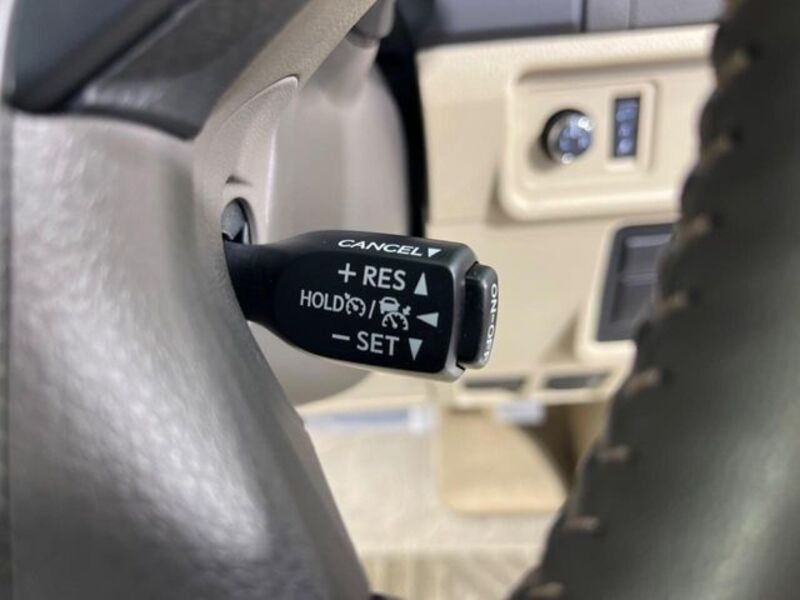 CANCEL▼
+ RES ▲
HOLD / ◀
− SET ▼
ON-OFF